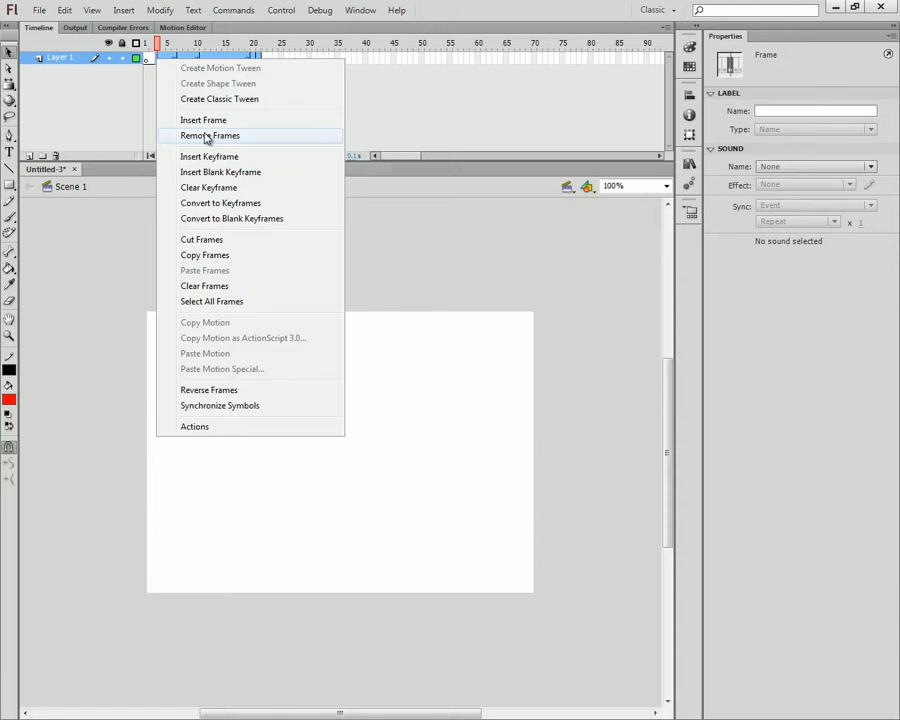 Fl File Edit View Insert Modify Text Commands Control Debug Window Help Classic
Timeline Output Compiler Errors Motion Editor
1 5 10 15 20 25 30 35 40 45 50 55 60 65 70 75 80 85 90
Layer 1
Create Motion Tween
Create Shape Tween
Create Classic Tween
Insert Frame
Remove Frames
Insert Keyframe
Insert Blank Keyframe
Clear Keyframe
Convert to Keyframes
Convert to Blank Keyframes
Cut Frames
Copy Frames
Paste Frames
Clear Frames
Select All Frames
Copy Motion
Copy Motion as ActionScript 3.0...
Paste Motion
Paste Motion Special...
Reverse Frames
Synchronize Symbols
Actions
0.1s
Untitled-3*
Scene 1
100%
Properties
Frame
LABEL
Name:
Type: Name
SOUND
Name: None
Effect: None
Sync: Event
Repeat x 1
No sound selected